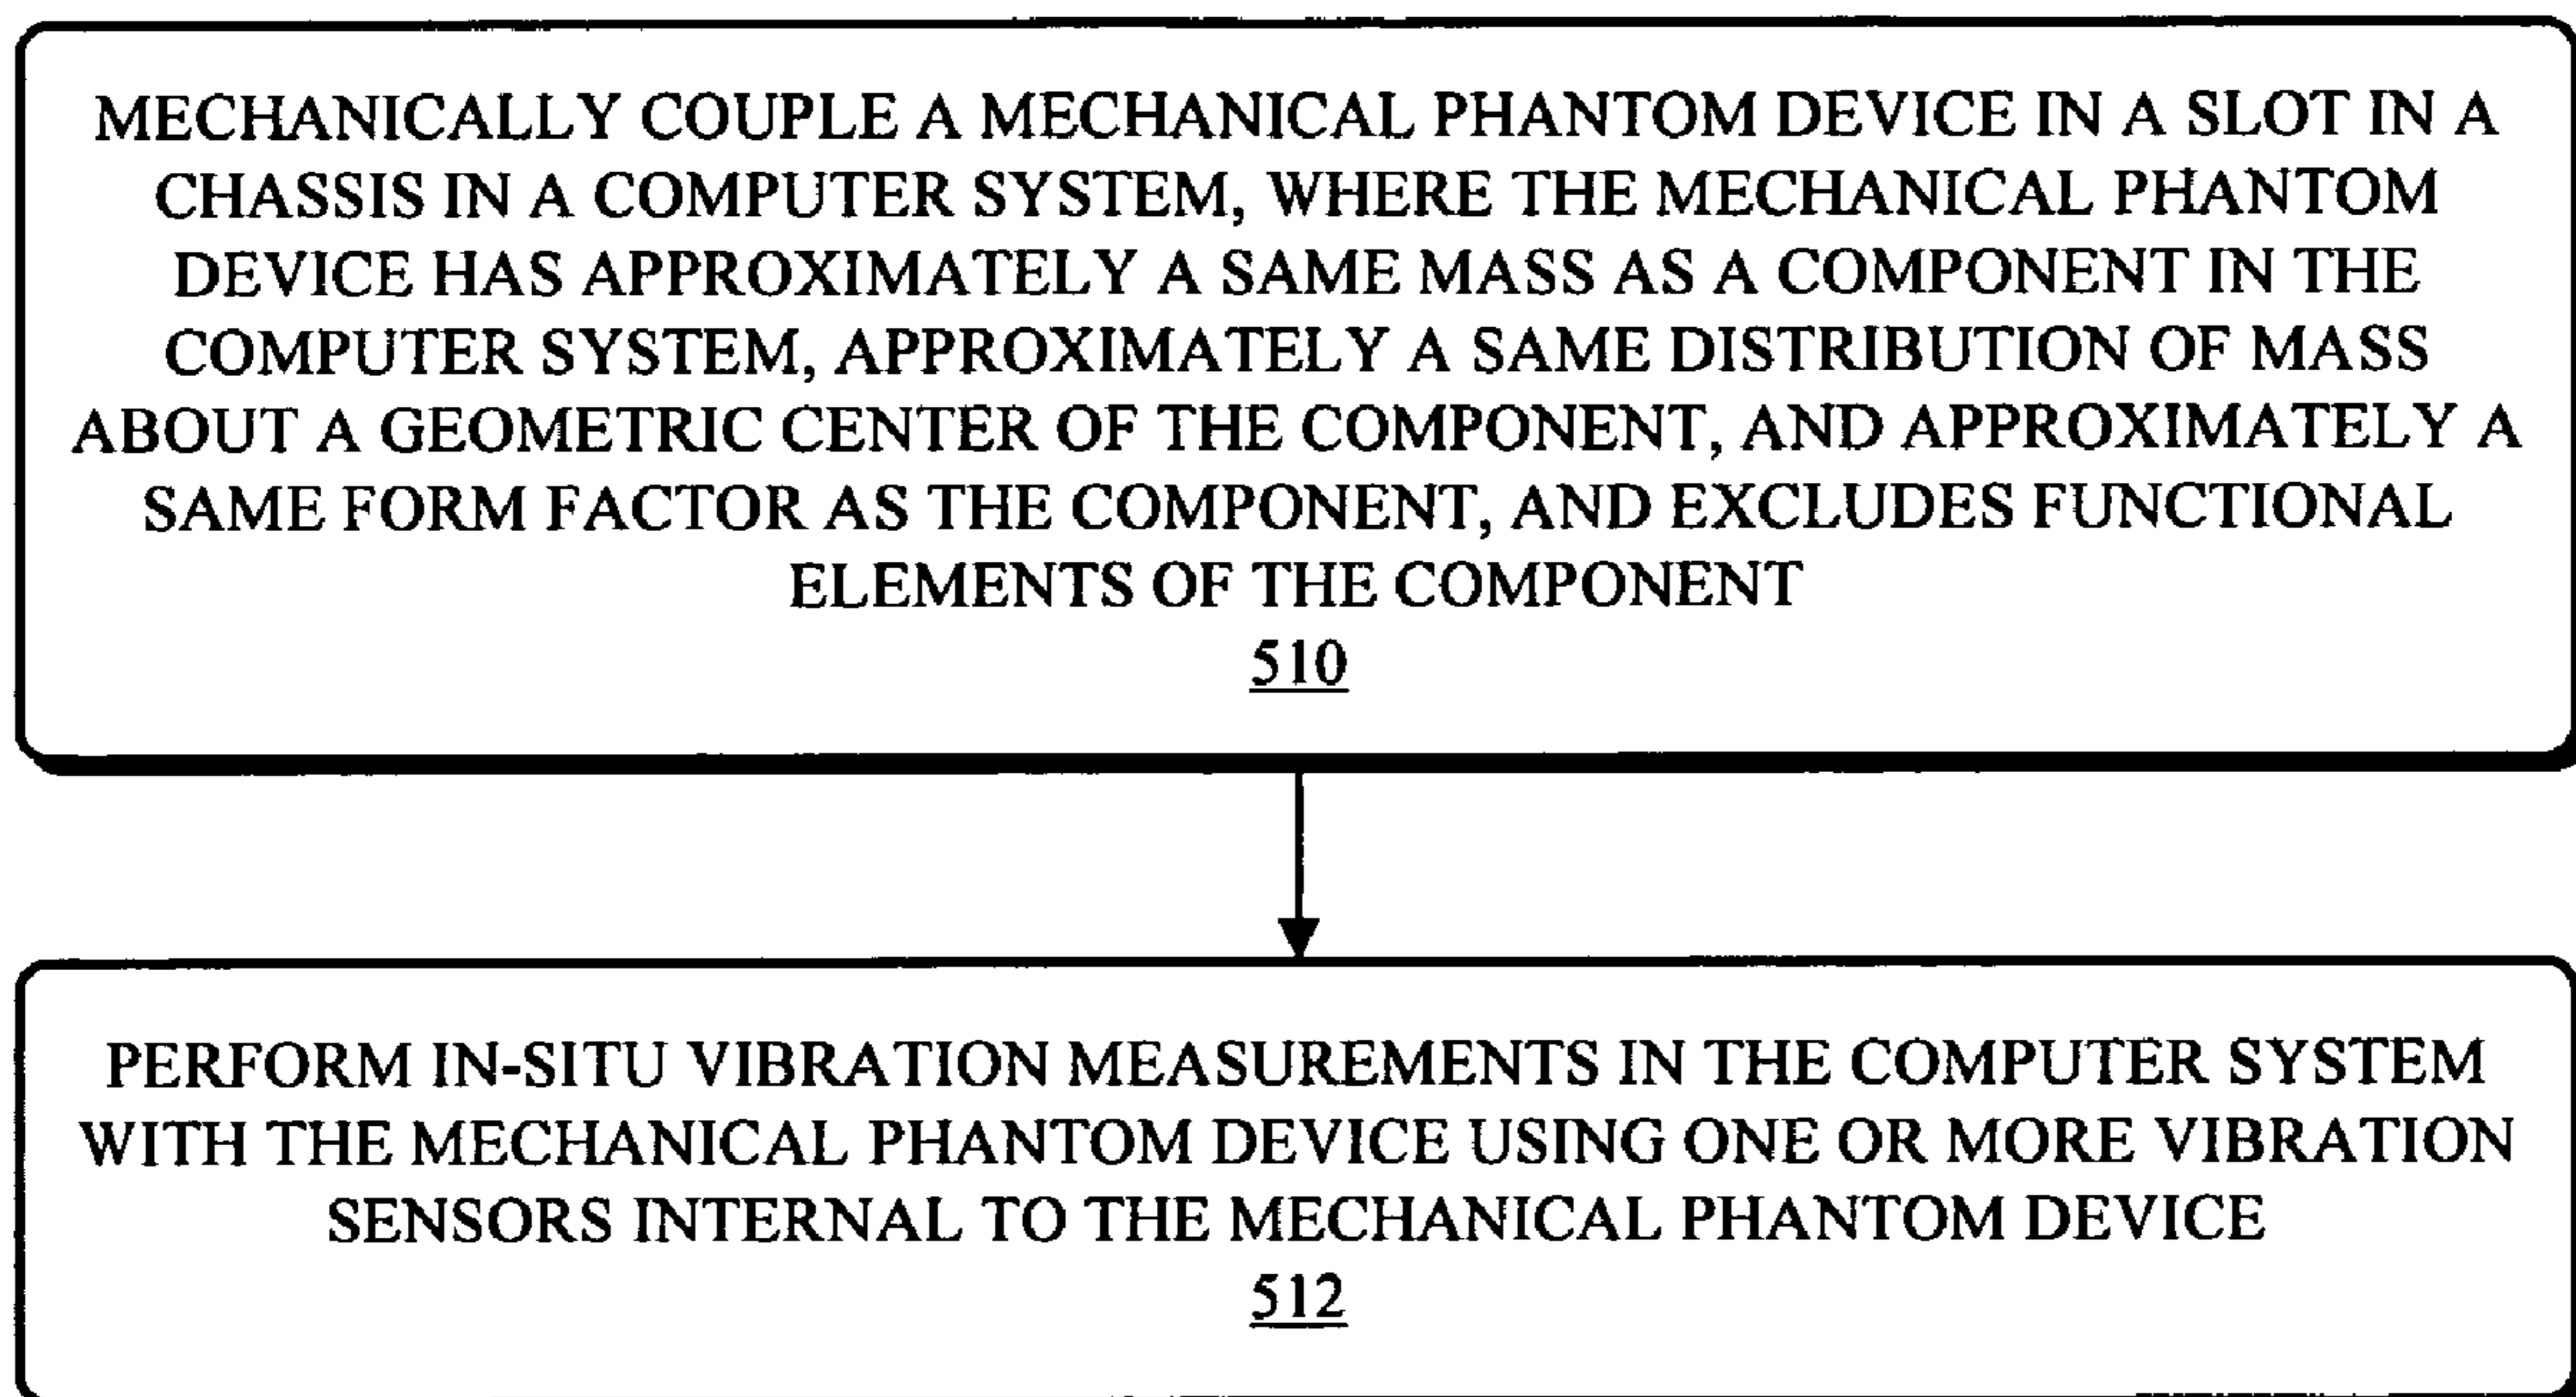 MECHANICALLY COUPLE A MECHANICAL PHANTOM DEVICE IN A SLOT IN A
CHASSIS IN A COMPUTER SYSTEM, WHERE THE MECHANICAL PHANTOM
DEVICE HAS APPROXIMATELY A SAME MASS AS A COMPONENT IN THE
COMPUTER SYSTEM, APPROXIMATELY A SAME DISTRIBUTION OF MASS
ABOUT A GEOMETRIC CENTER OF THE COMPONENT, AND APPROXIMATELY A
SAME FORM FACTOR AS THE COMPONENT, AND EXCLUDES FUNCTIONAL
ELEMENTS OF THE COMPONENT
510
PERFORM IN-SITU VIBRATION MEASUREMENTS IN THE COMPUTER SYSTEM
WITH THE MECHANICAL PHANTOM DEVICE USING ONE OR MORE VIBRATION
SENSORS INTERNAL TO THE MECHANICAL PHANTOM DEVICE
512